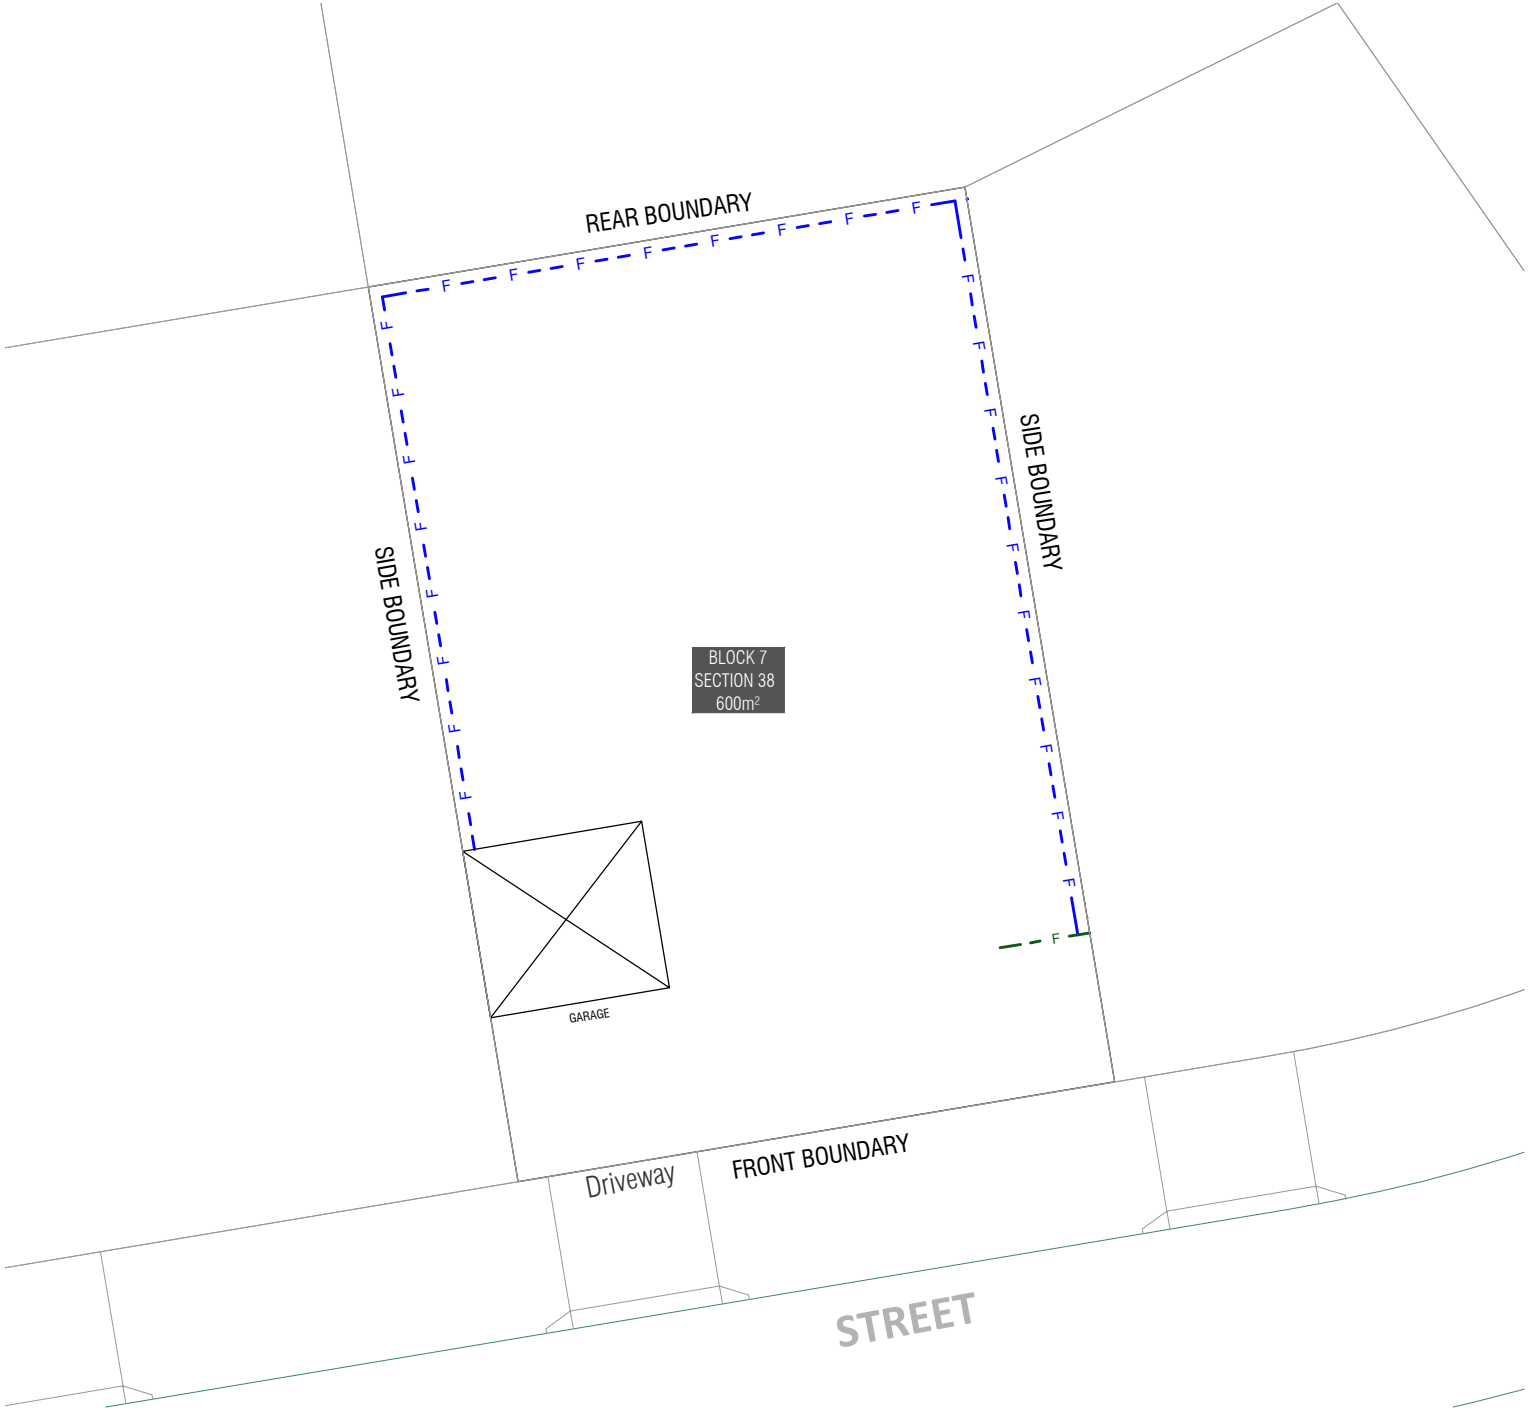 REAR BOUNDARY
F F F F F F F F
SIDE BOUNDARY
F F F F F F F F
F F F F F F F F F F
SIDE BOUNDARY
BLOCK 7
SECTION 38
600m²
F
GARAGE
FRONT BOUNDARY
Driveway
STREET